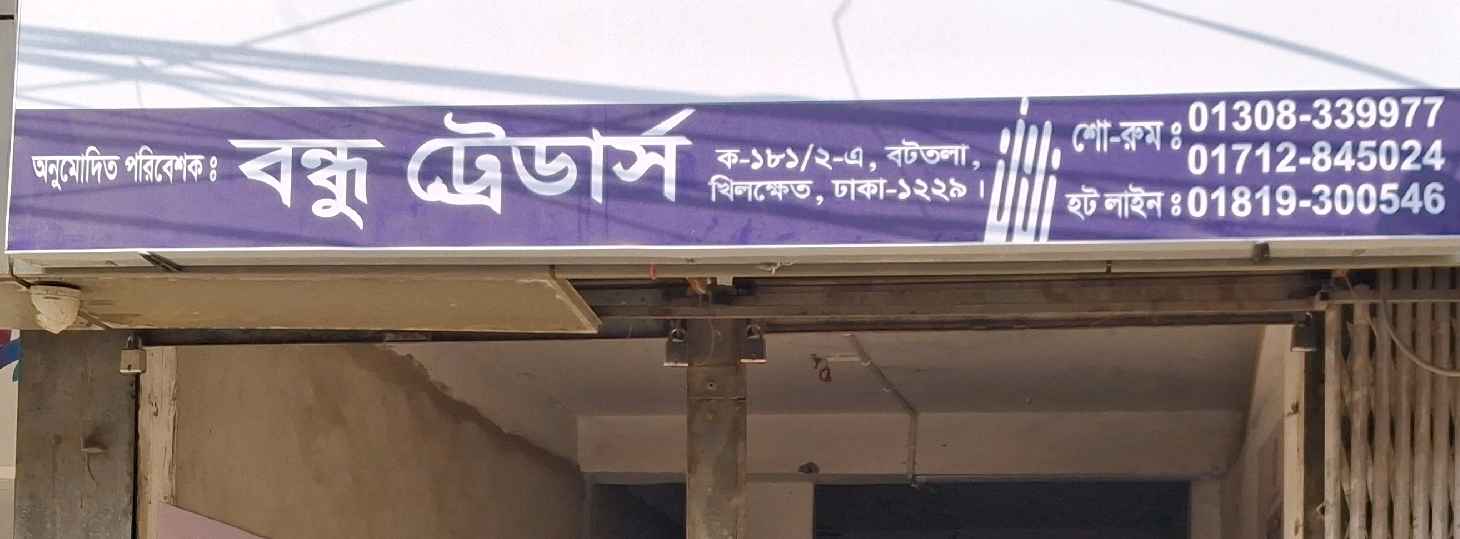 অনুমোদিত পরিবেশক ঃ
বন্ধু ট্রেডার্স
ক-১৮১/২-এ, বটতলা,
খিলক্ষেত, ঢাকা-১২২৯ ।
শো-রুম ঃ 01308-339977
01712-845024
হট লাইন ঃ 01819-300546